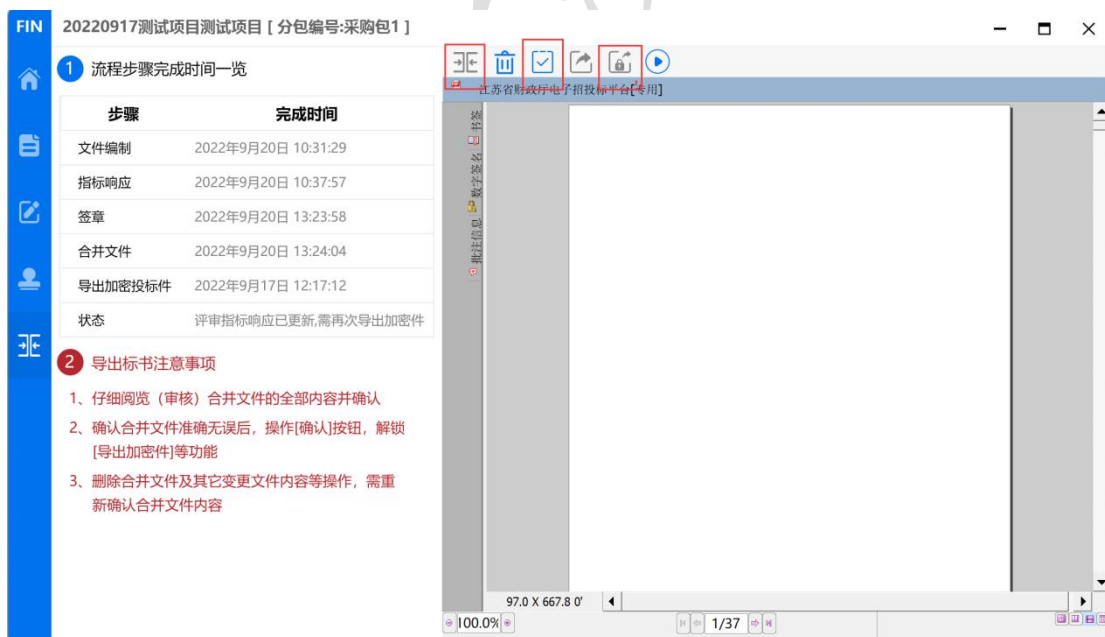 FIN
20220917测试项目测试项目 [ 分包编号:采购包1 ]
1 流程步骤完成时间一览
步骤 完成时间
文件编制 2022年9月20日 10:31:29
指标响应 2022年9月20日 10:37:57
签章 2022年9月20日 13:23:58
合并文件 2022年9月20日 13:24:04
导出加密投标件 2022年9月17日 12:17:12
状态 评审指标响应已更新,需再次导出加密件
2 导出标书注意事项
1、仔细阅览（审核）合并文件的全部内容并确认
2、确认合并文件准确无误后，操作[确认]按钮，解锁
[导出加密件]等功能
3、删除合并文件及其它变更文件内容等操作，需重
新确认合并文件内容
江苏省财政厅电子招投标平台[专用]
书签
数字签名
批注信息
97.0 X 667.8 0'
100.0%
1/37